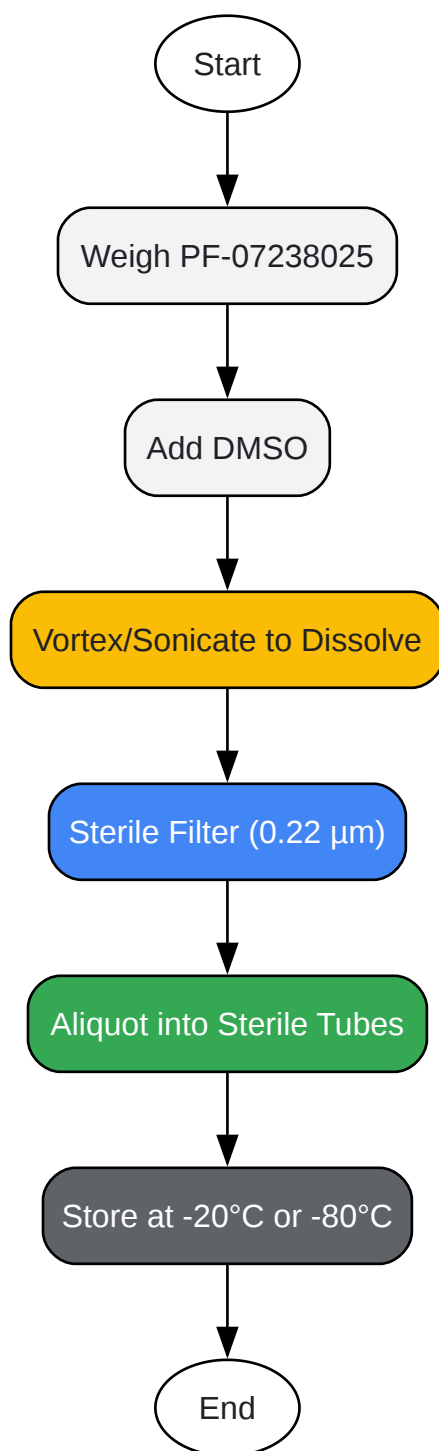 Start
Weigh PF-07238025
Add DMSO
Vortex/Sonicate to Dissolve
Sterile Filter (0.22 µm)
Aliquot into Sterile Tubes
Store at -20°C or -80°C
End